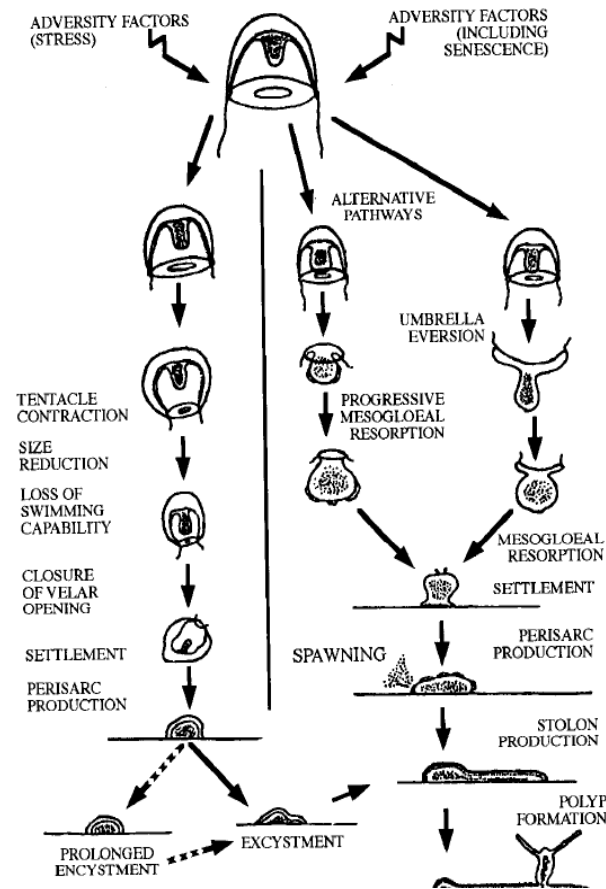 ADVERSITY FACTORS
(STRESS)
ADVERSITY FACTORS
(INCLUDING
SENESCENCE)
ALTERNATIVE
PATHWAYS
UMBRELLA
EVERSION
TENTACLE
CONTRACTION
PROGRESSIVE
MESOGLOEAL
RESORPTION
SIZE
REDUCTION
LOSS OF
SWIMMING
CAPABILITY
MESOGLOEAL
RESORPTION
CLOSURE
OF VELAR
OPENING
SETTLEMENT
SETTLEMENT
SPAWNING
PERISARC
PRODUCTION
PERISARC
PRODUCTION
STOLON
PRODUCTION
POLYP
FORMATION
EXCYSTMENT
PROLONGED
ENCYSTMENT